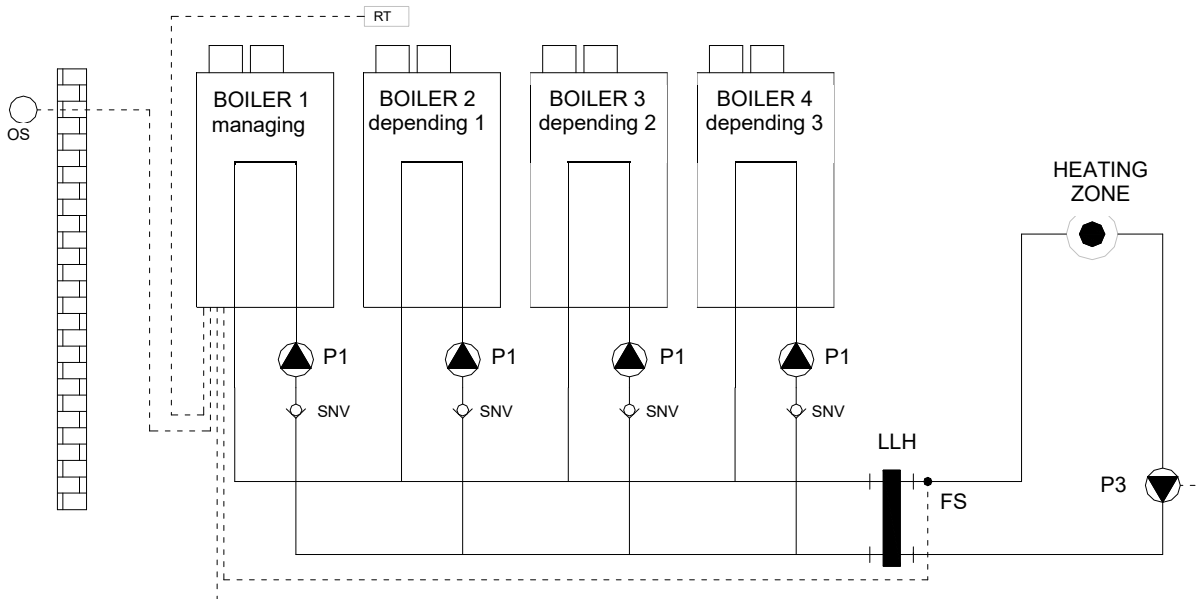 RT
BOILER 1
managing
BOILER 2
depending 1
BOILER 3
depending 2
BOILER 4
depending 3
OS
HEATING
ZONE
P1
P1
P1
P1
SNV
SNV
SNV
SNV
LLH
P3
FS